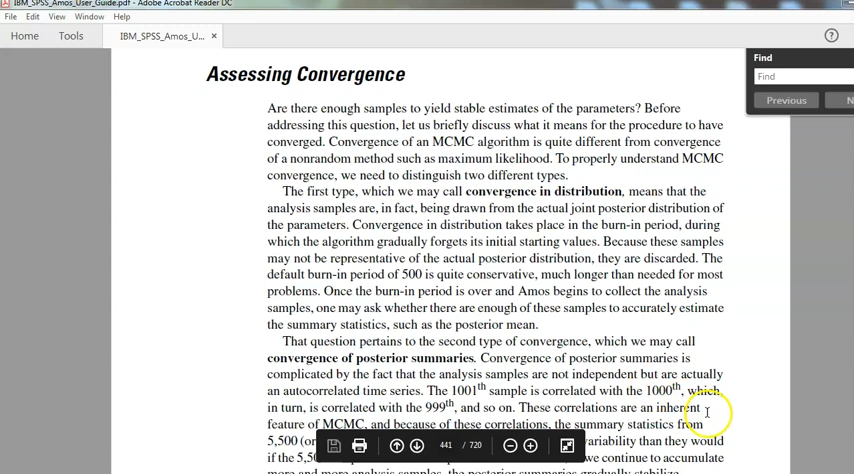 IBM_SPSS_Amos_User_Guide.pdf - Adobe Acrobat Reader DC
File Edit View Window Help
Home Tools IBM_SPSS_Amos_U... ×
Find
Find
Previous N
Assessing Convergence
Are there enough samples to yield stable estimates of the parameters? Before
addressing this question, let us briefly discuss what it means for the procedure to have
converged. Convergence of an MCMC algorithm is quite different from convergence
of a nonrandom method such as maximum likelihood. To properly understand MCMC
convergence, we need to distinguish two different types.
The first type, which we may call convergence in distribution, means that the
analysis samples are, in fact, being drawn from the actual joint posterior distribution of
the parameters. Convergence in distribution takes place in the burn-in period, during
which the algorithm gradually forgets its initial starting values. Because these samples
may not be representative of the actual posterior distribution, they are discarded. The
default burn-in period of 500 is quite conservative, much longer than needed for most
problems. Once the burn-in period is over and Amos begins to collect the analysis
samples, one may ask whether there are enough of these samples to accurately estimate
the summary statistics, such as the posterior mean.
That question pertains to the second type of convergence, which we may call
convergence of posterior summaries. Convergence of posterior summaries is
complicated by the fact that the analysis samples are not independent but are actually
an autocorrelated time series. The 1001th sample is correlated with the 1000th, which,
in turn, is correlated with the 999th, and so on. These correlations are an inherent
feature of MCMC, and because of these correlations, the summary statistics from
5,500 (or variability than they would
if the 5,50 we continue to accumulate
more and more analysis samples, the posterior summaries gradually stabilize.
441 / 720